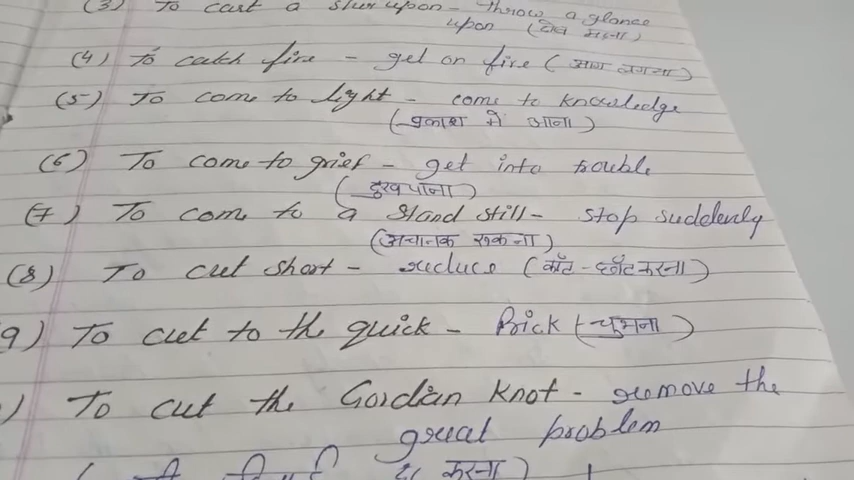 (3) To cast a slur upon - throw a glance
upon (दोष मढ़ना)
(4) To catch fire - get on fire (आग लगना)
(5) To come to light - come to knowledge
(प्रकाश मे आना)
(6) To come to grief - get into trouble
(दुख पाना)
(7) To come to a stand still - stop suddenly
(अचानक रुकना)
(8) To cut short - reduce (काँट-छाँट करना)
9) To cut to the quick - Prick (चुभना)
) To cut the Gordian knot - remove the
great problem
करना)